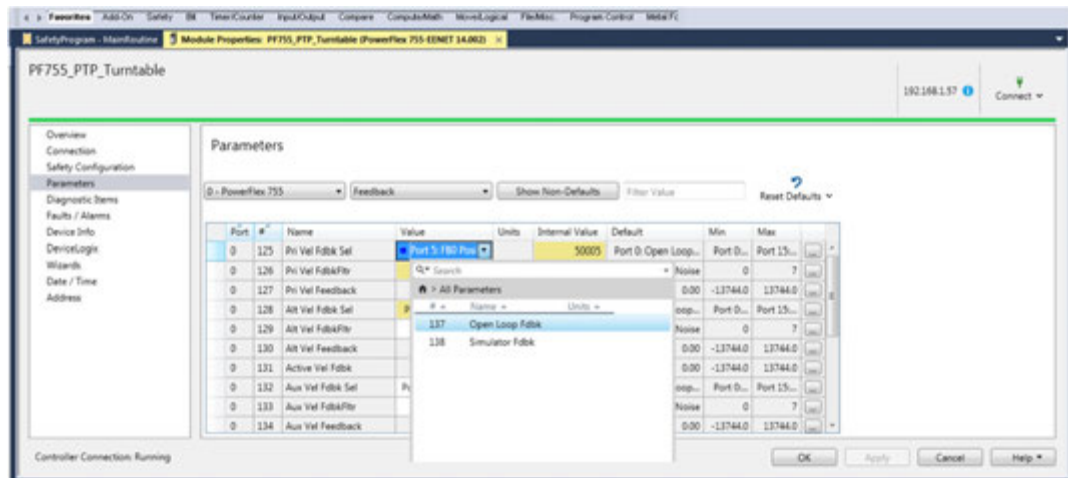 Favorites Add-On Safety Bit Timer/Counter Input/Output Compare Compute/Math Move/Logical File/Misc. Program Control
SafetyProgram - MainRoutine Module Properties: PF755_PTP_Turntable (PowerFlex 755-EENET 14.002) ×
PF755_PTP_Turntable
192.168.1.57 Connect
Overview
Connection
Safety Configuration
Parameters
Diagnostic Items
Faults / Alarms
Device Info
DeviceLogix
Wizards
Date / Time
Address
Parameters
0 - PowerFlex 755 Feedback Show Non-Defaults Filter Value Reset Defaults
Port # Name Value Units Internal Value Default Min Max
0 125 Pri Vel Fdbk Sel Port 5: FB0 Posi 50005 Port 0: Open Loop... Port 0... Port 15:... ...
0 126 Pri Vel FdbkFltr Noise 0 7 ...
0 127 Pri Vel Feedback 0.00 -13744.0 13744.0 ...
0 128 Alt Vel Fdbk Sel P oop... Port 0... Port 15:... ...
0 129 Alt Vel FdbkFltr Noise 0 7 ...
0 130 Alt Vel Feedback 0.00 -13744.0 13744.0 ...
0 131 Active Vel Fdbk 0.00 -13744.0 13744.0 ...
0 132 Aux Vel Fdbk Sel Po oop... Port 0... Port 15:... ...
0 133 Aux Vel FdbkFltr Noise 0 7 ...
0 134 Aux Vel Feedback 0.00 -13744.0 13744.0 ...
Search
> All Parameters
# Name Units
137 Open Loop Fdbk
138 Simulator Fdbk
Controller Connection: Running
OK Apply Cancel Help